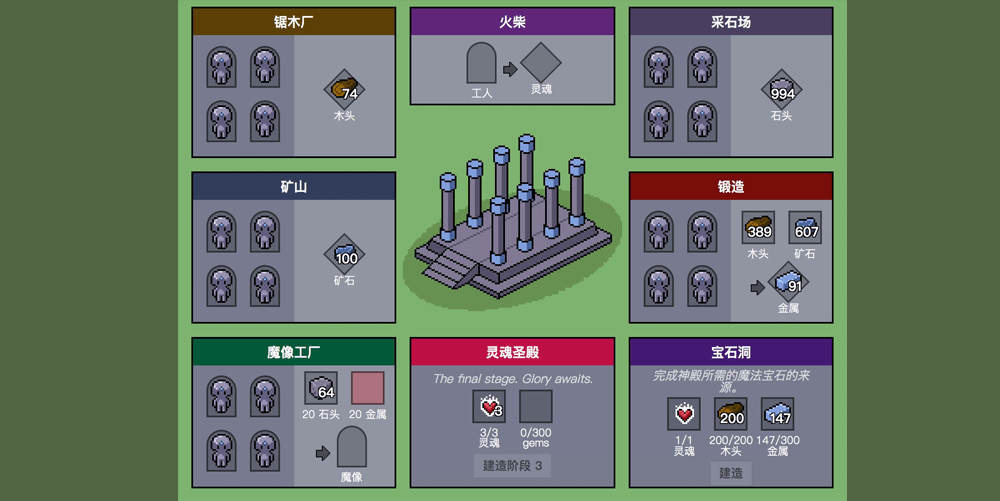 锯木厂
74
木头
火柴
工人
灵魂
采石场
994
石头
矿山
100
矿石
锻造
389
607
木头 矿石
91
金属
魔像工厂
64
20 石头 20 金属
魔像
灵魂圣殿
The final stage. Glory awaits.
3
3/3 0/300
灵魂 gems
建造阶段 3
宝石洞
完成神殿所需的魔法宝石的来
源。
200 147
1/1 200/200 147/300
灵魂 木头 金属
建造